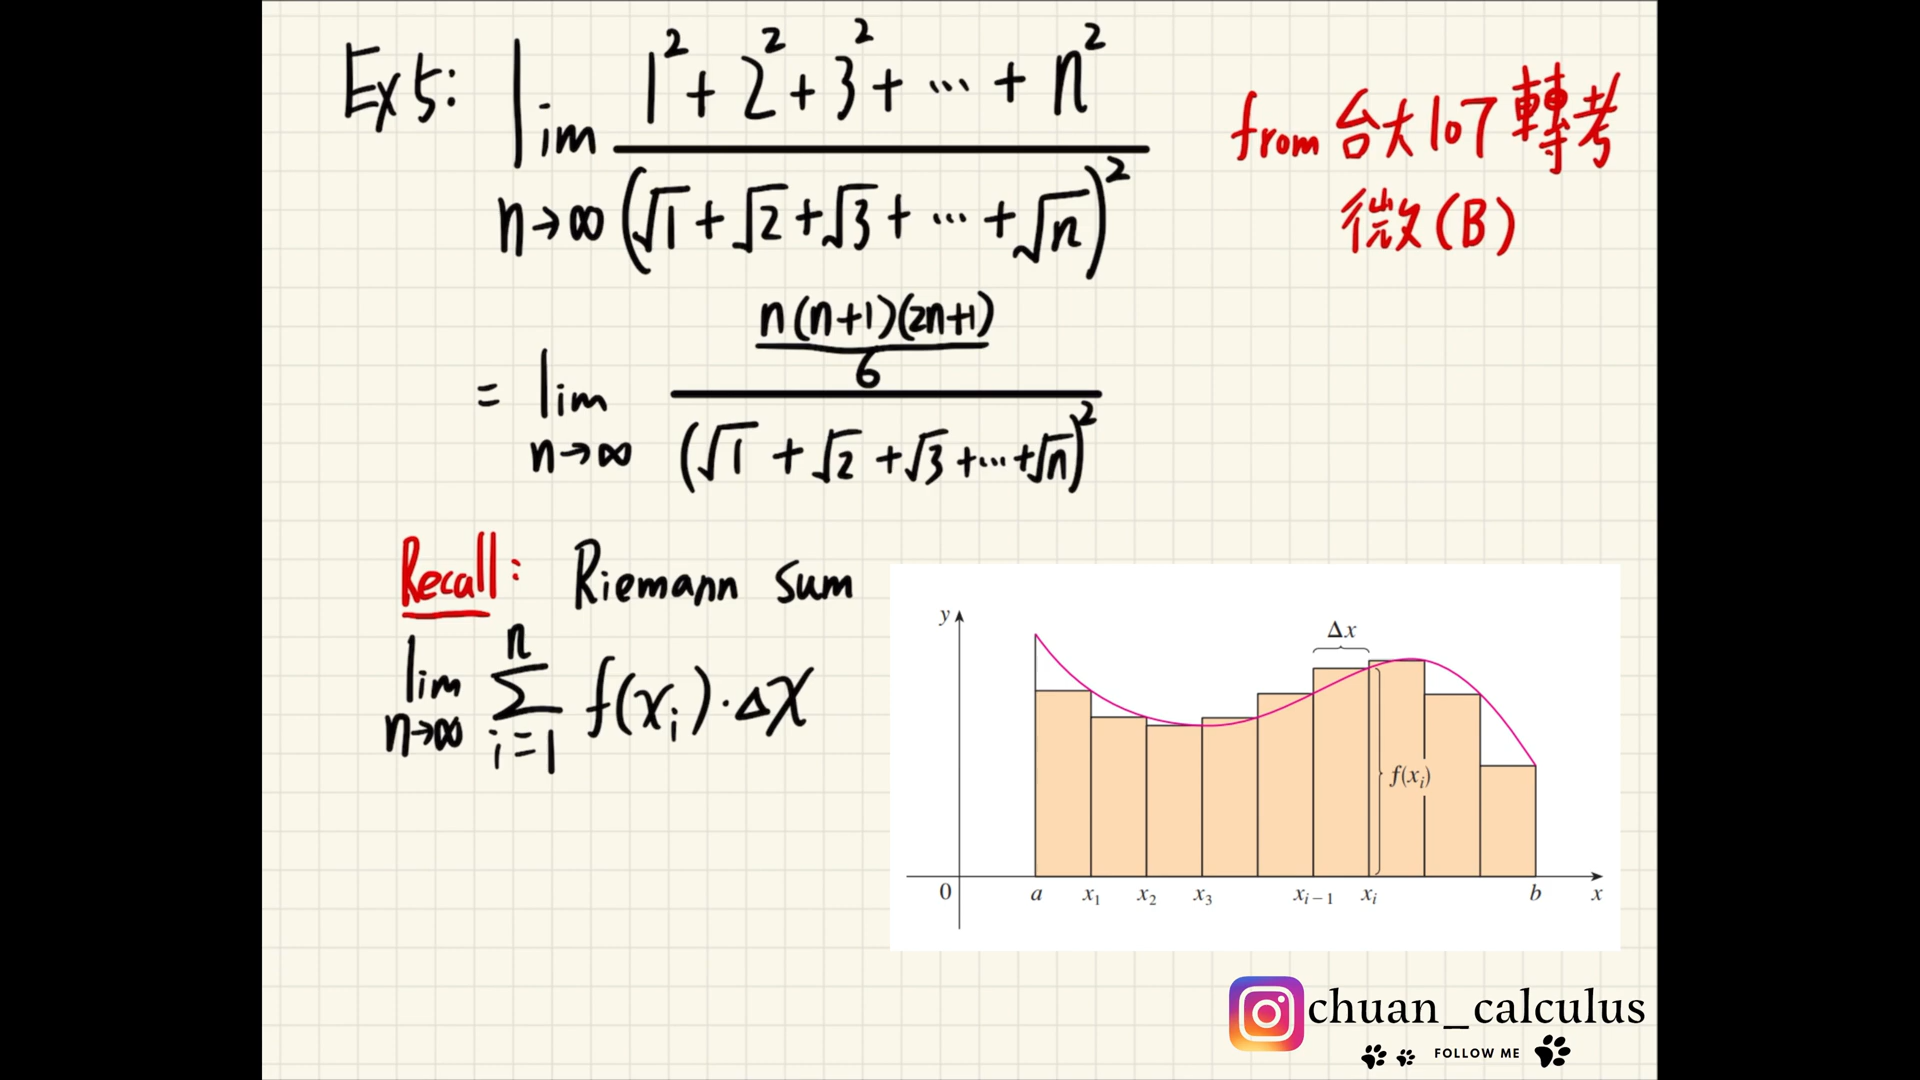 Ex5: lim n→∞ (1² + 2² + 3² + ... + n²) / (√1 + √2 + √3 + ... + √n)²
from 台大107轉考
微(B)
= lim n→∞ (n(n+1)(2n+1) / 6) / (√1 + √2 + √3 + ... + √n)²
Recall: Riemann Sum
lim n→∞ ∑ i=1 n f(xᵢ)·ΔX
y
Δx
f(xᵢ)
0 a x₁ x₂ x₃ xᵢ₋₁ xᵢ b x
chuan_calculus
FOLLOW ME